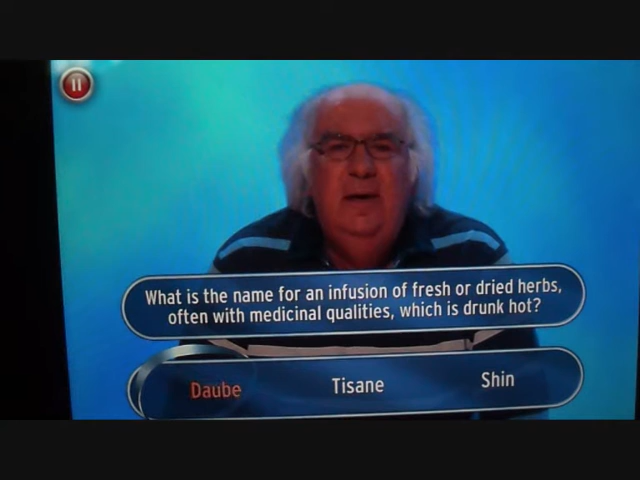 What is the name for an infusion of fresh or dried herbs,
often with medicinal qualities, which is drunk hot?
Daube Tisane Shin